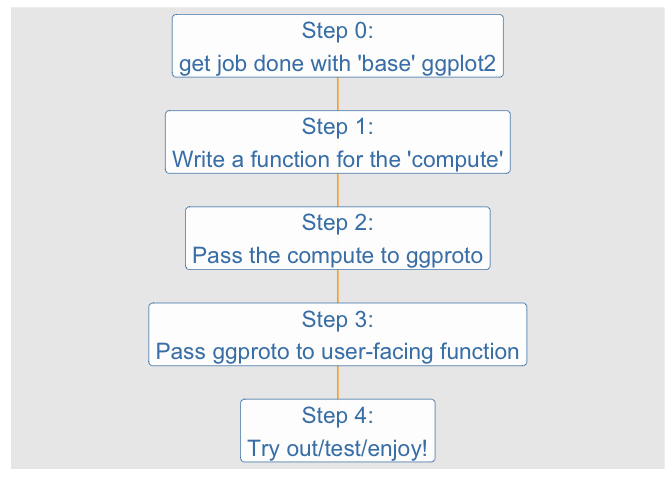 Step 0:
get job done with 'base' ggplot2
Step 1:
Write a function for the 'compute'
Step 2:
Pass the compute to ggproto
Step 3:
Pass ggproto to user-facing function
Step 4:
Try out/test/enjoy!